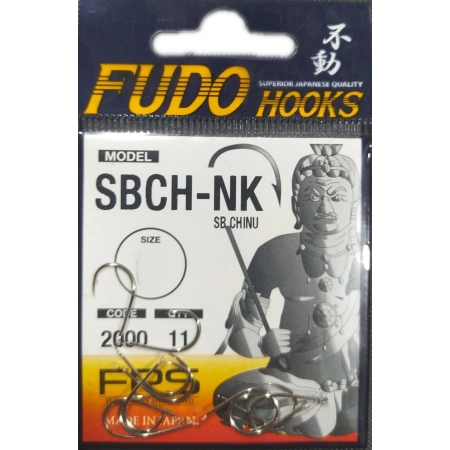 不動
FUDO
SUPERIOR JAPANESE QUALITY
HOOKS
MODEL
SBCH-NK
SB CHINU
SIZE
CODE
2000 11
FPS
MADE IN JAPAN